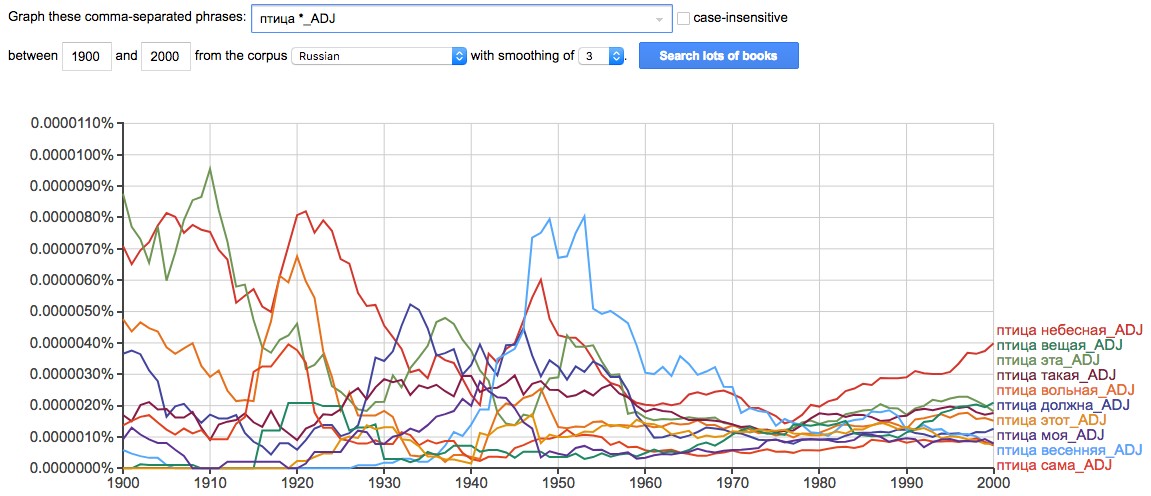 Graph these comma-separated phrases: птица *_ADJ case-insensitive
between 1900 and 2000 from the corpus Russian with smoothing of 3 . Search lots of books
0.0000110%
0.0000100%
0.0000090%
0.0000080%
0.0000070%
0.0000060%
0.0000050%
0.0000040%
0.0000030%
0.0000020%
0.0000010%
0.0000000%
1900 1910 1920 1930 1940 1950 1960 1970 1980 1990 2000
птица небесная_ADJ
птица вещая_ADJ
птица эта_ADJ
птица такая_ADJ
птица вольная_ADJ
птица должна_ADJ
птица этот_ADJ
птица моя_ADJ
птица весенняя_ADJ
птица сама_ADJ